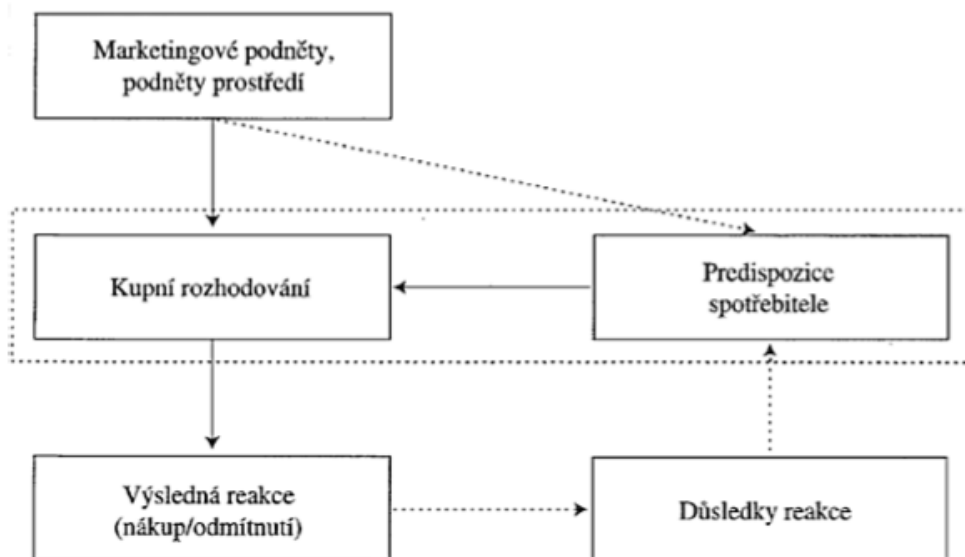 Marketingové podněty,
podněty prostředí
Kupní rozhodování
Predispozice
spotřebitele
Výsledná reakce
(nákup/odmítnutí)
Důsledky reakce